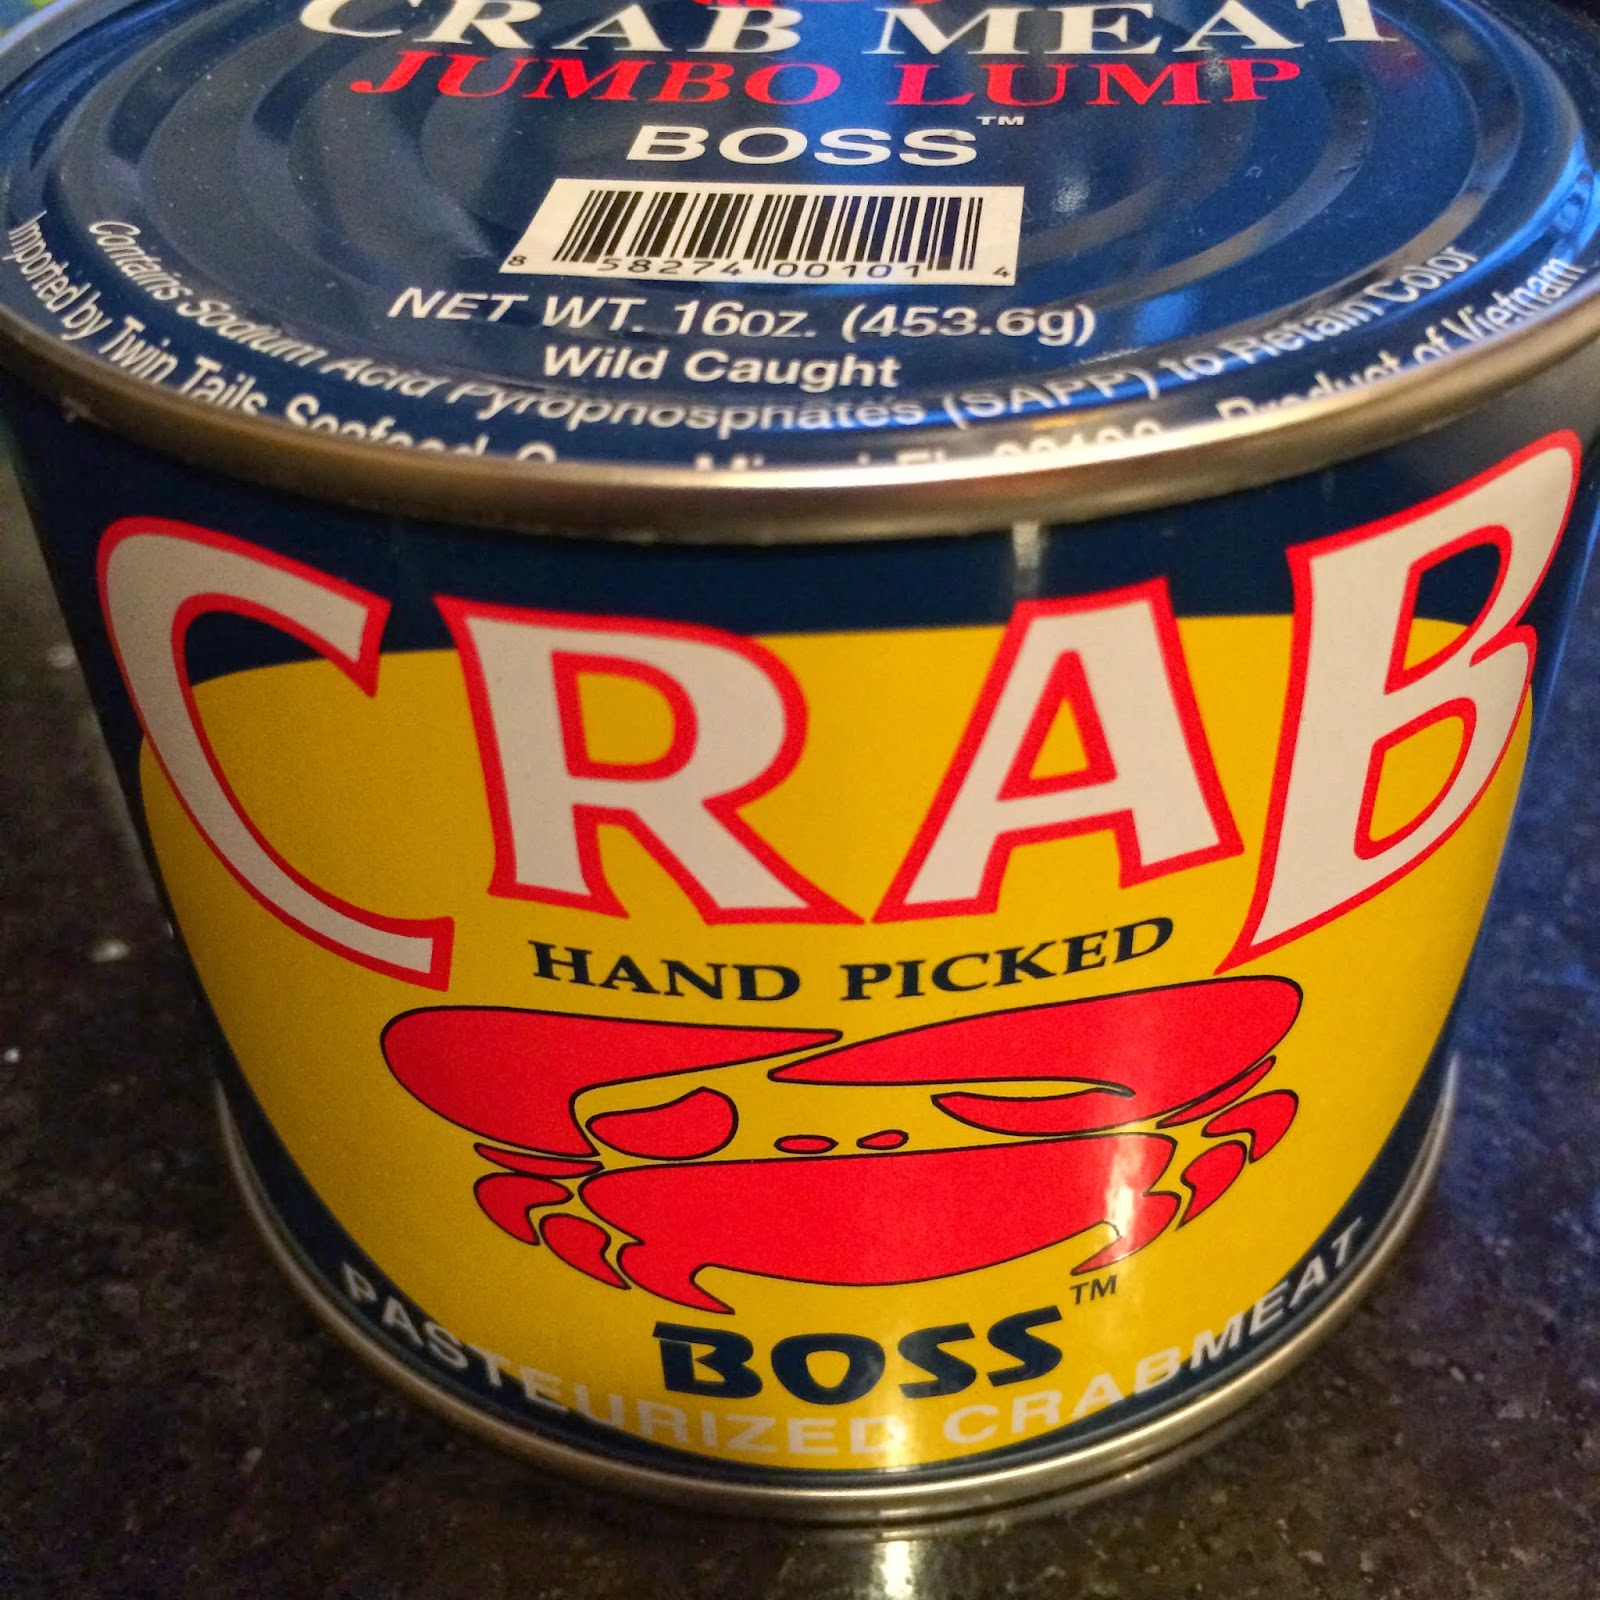 CRAB MEAT
JUMBO LUMP
BOSS™
8 58274 00101 4
NET WT. 16oz. (453.6g)
Wild Caught
Contains Sodium Acid Pyrophosphates (SAPP) to Retain Color
Imported by Twin Tails Seafood Product of Vietnam
CRAB
HAND PICKED
BOSS™
PASTEURIZED CRABMEAT